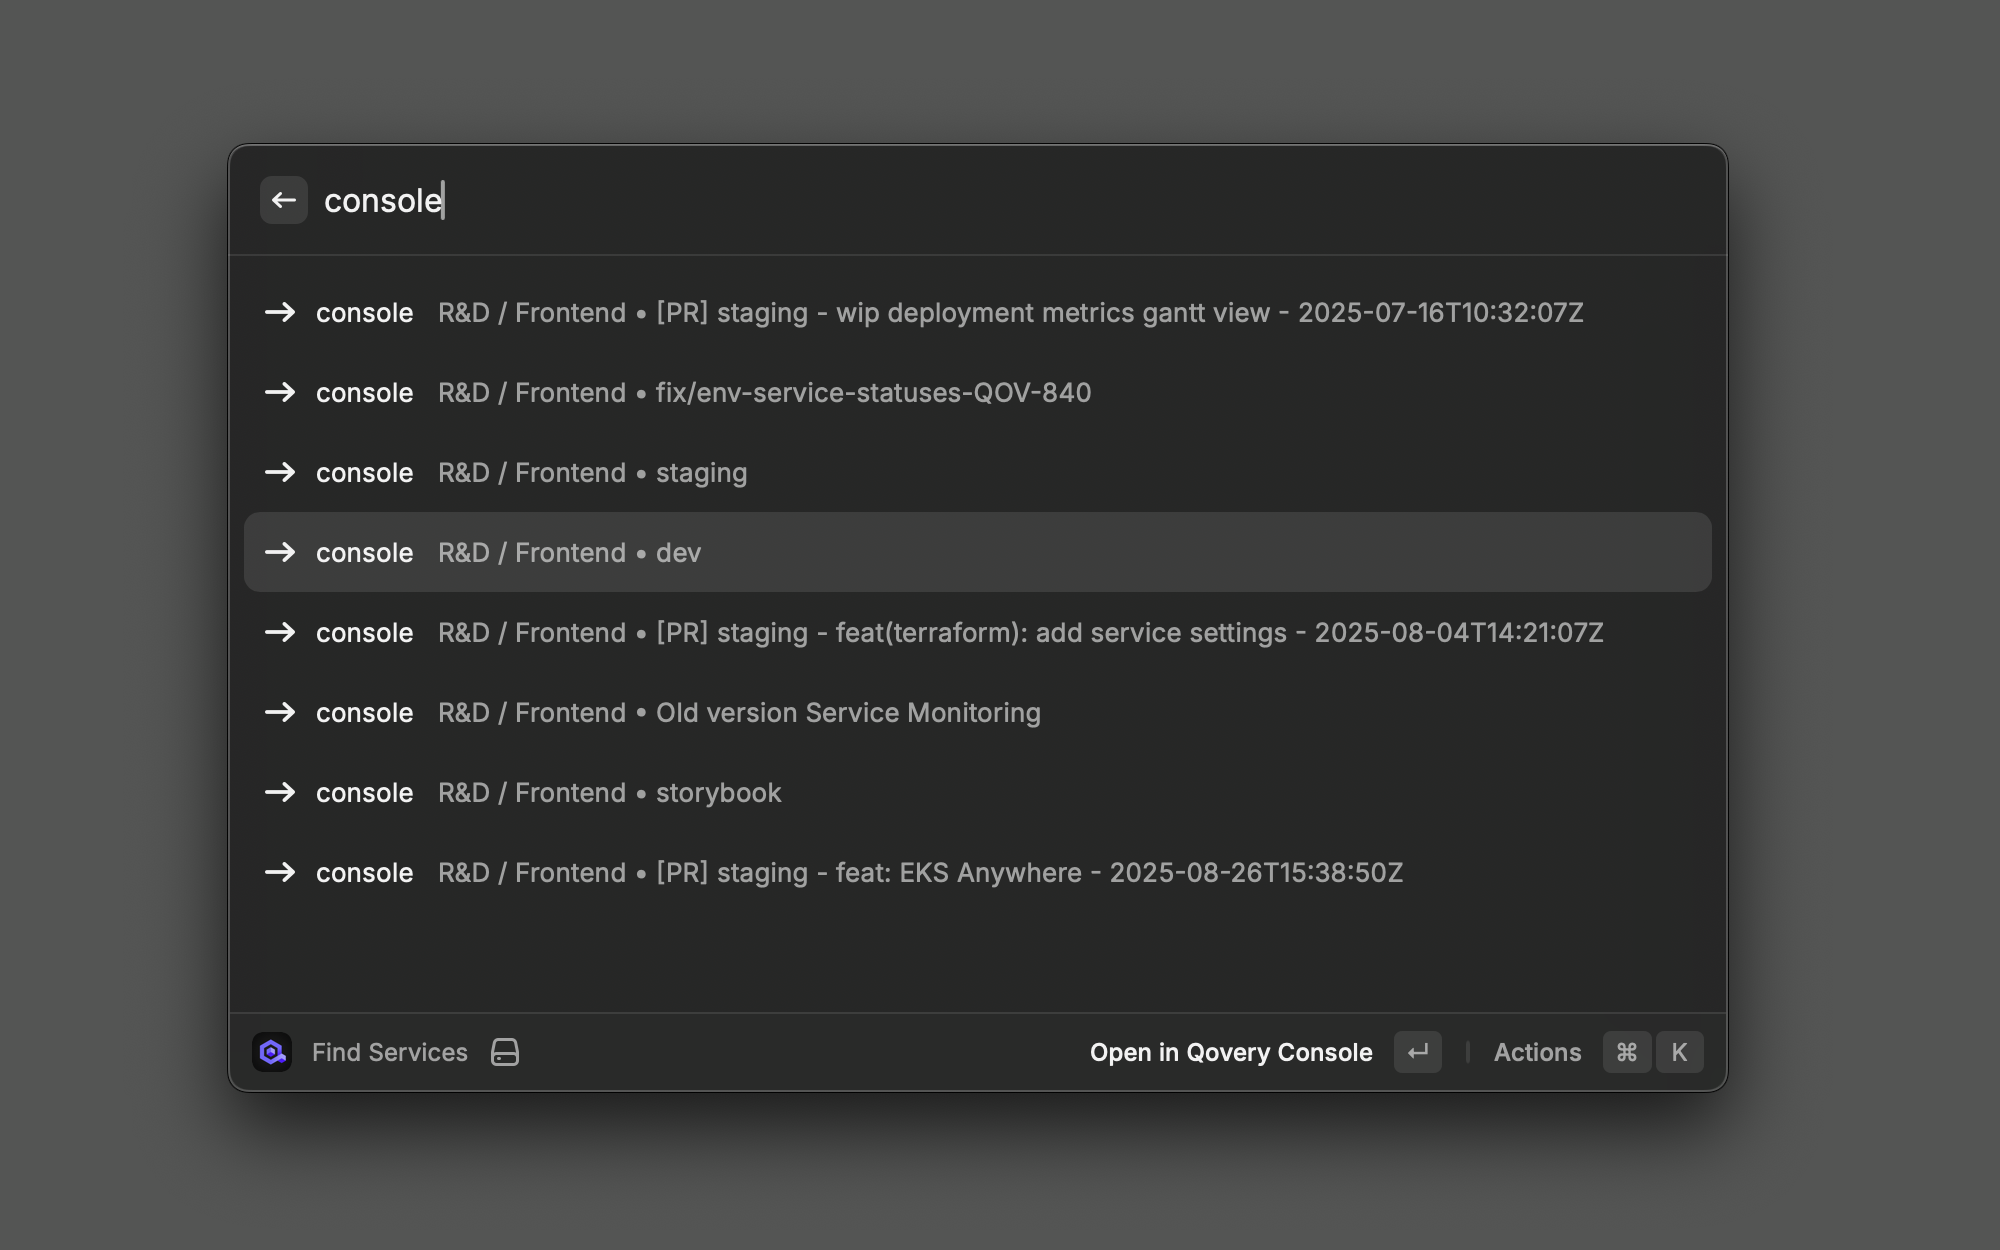 console
console R&D / Frontend • [PR] staging - wip deployment metrics gantt view - 2025-07-16T10:32:07Z
console R&D / Frontend • fix/env-service-statuses-QOV-840
console R&D / Frontend • staging
console R&D / Frontend • dev
console R&D / Frontend • [PR] staging - feat(terraform): add service settings - 2025-08-04T14:21:07Z
console R&D / Frontend • Old version Service Monitoring
console R&D / Frontend • storybook
console R&D / Frontend • [PR] staging - feat: EKS Anywhere - 2025-08-26T15:38:50Z
Find Services Open in Qovery Console ↵ | Actions ⌘ K